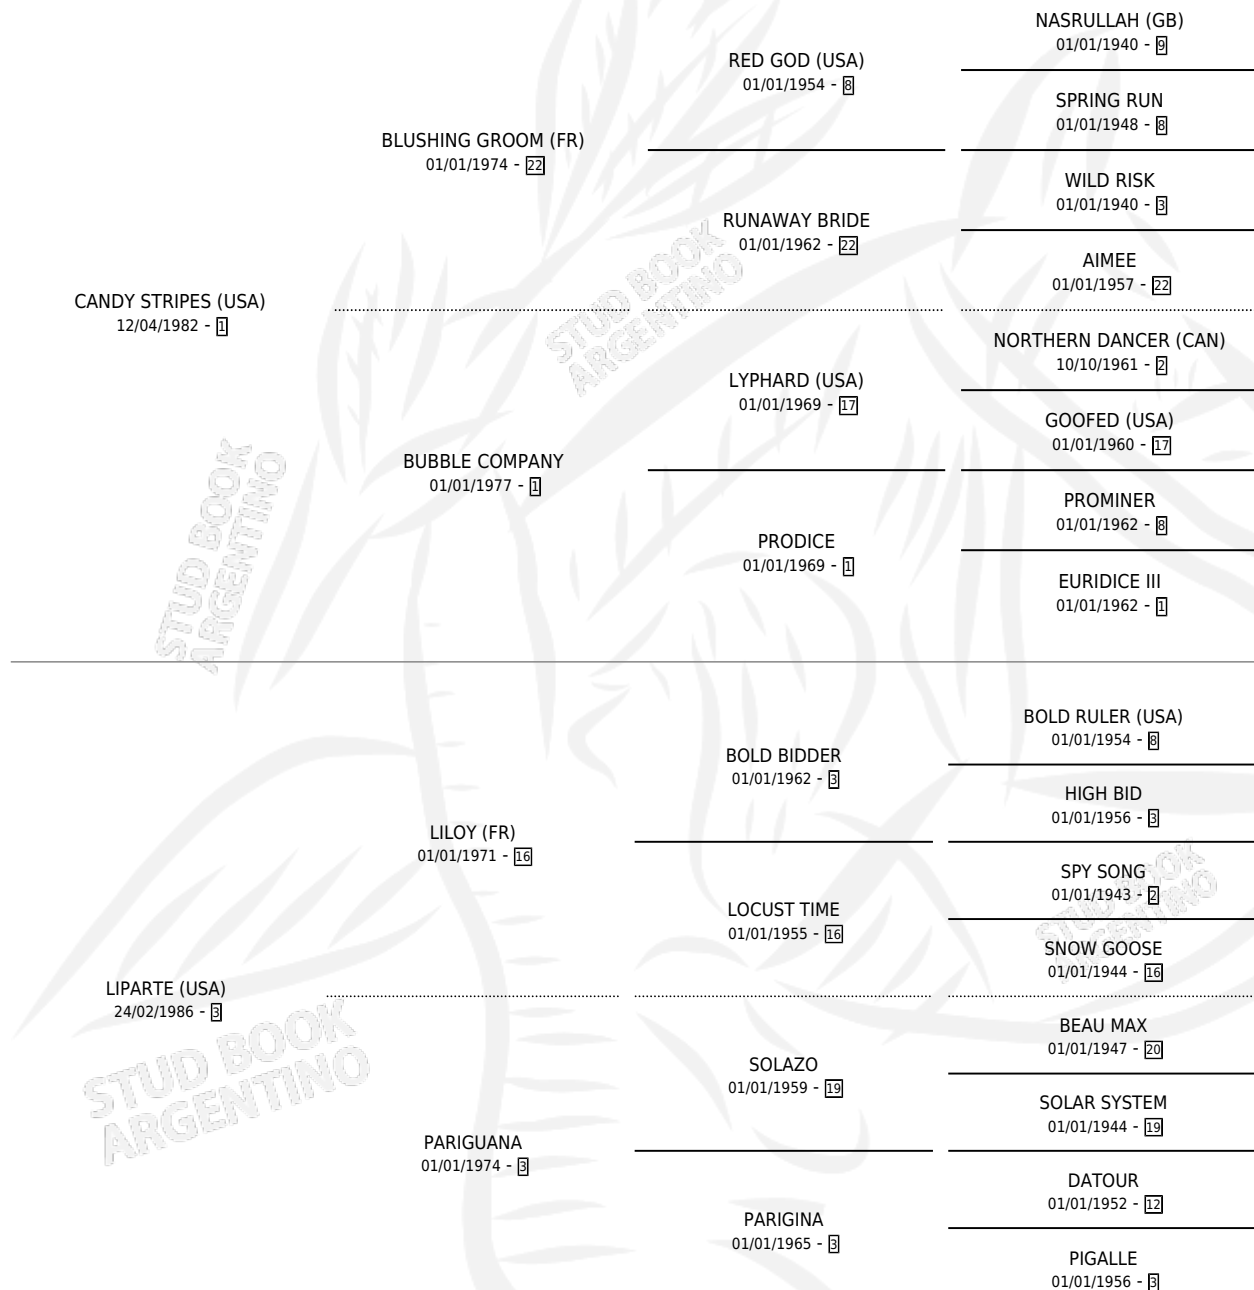 NASRULLAH (GB)
01/01/1940 - 9
RED GOD (USA)
01/01/1954 - 8
SPRING RUN
01/01/1948 - 8
BLUSHING GROOM (FR)
01/01/1974 - 22
WILD RISK
01/01/1940 - 3
RUNAWAY BRIDE
01/01/1962 - 22
AIMEE
01/01/1957 - 22
CANDY STRIPES (USA)
12/04/1982 - 1
NORTHERN DANCER (CAN)
10/10/1961 - 2
LYPHARD (USA)
01/01/1969 - 17
GOOFED (USA)
01/01/1960 - 17
BUBBLE COMPANY
01/01/1977 - 1
PROMINER
01/01/1962 - 8
PRODICE
01/01/1969 - 1
EURIDICE III
01/01/1962 - 1
BOLD RULER (USA)
01/01/1954 - 8
BOLD BIDDER
01/01/1962 - 3
HIGH BID
01/01/1956 - 3
LILOY (FR)
01/01/1971 - 16
SPY SONG
01/01/1943 - 2
LOCUST TIME
01/01/1955 - 16
SNOW GOOSE
01/01/1944 - 16
LIPARTE (USA)
24/02/1986 - 3
BEAU MAX
01/01/1947 - 20
SOLAZO
01/01/1959 - 19
SOLAR SYSTEM
01/01/1944 - 19
PARIGUANA
01/01/1974 - 3
DATOUR
01/01/1952 - 12
PARIGINA
01/01/1965 - 3
PIGALLE
01/01/1956 - 3
STUD BOOK
ARGENTINO
STUD BOOK
ARGENTINO
STUD BOOK
ARGENTINO
STUD BOOK
ARGENTINO